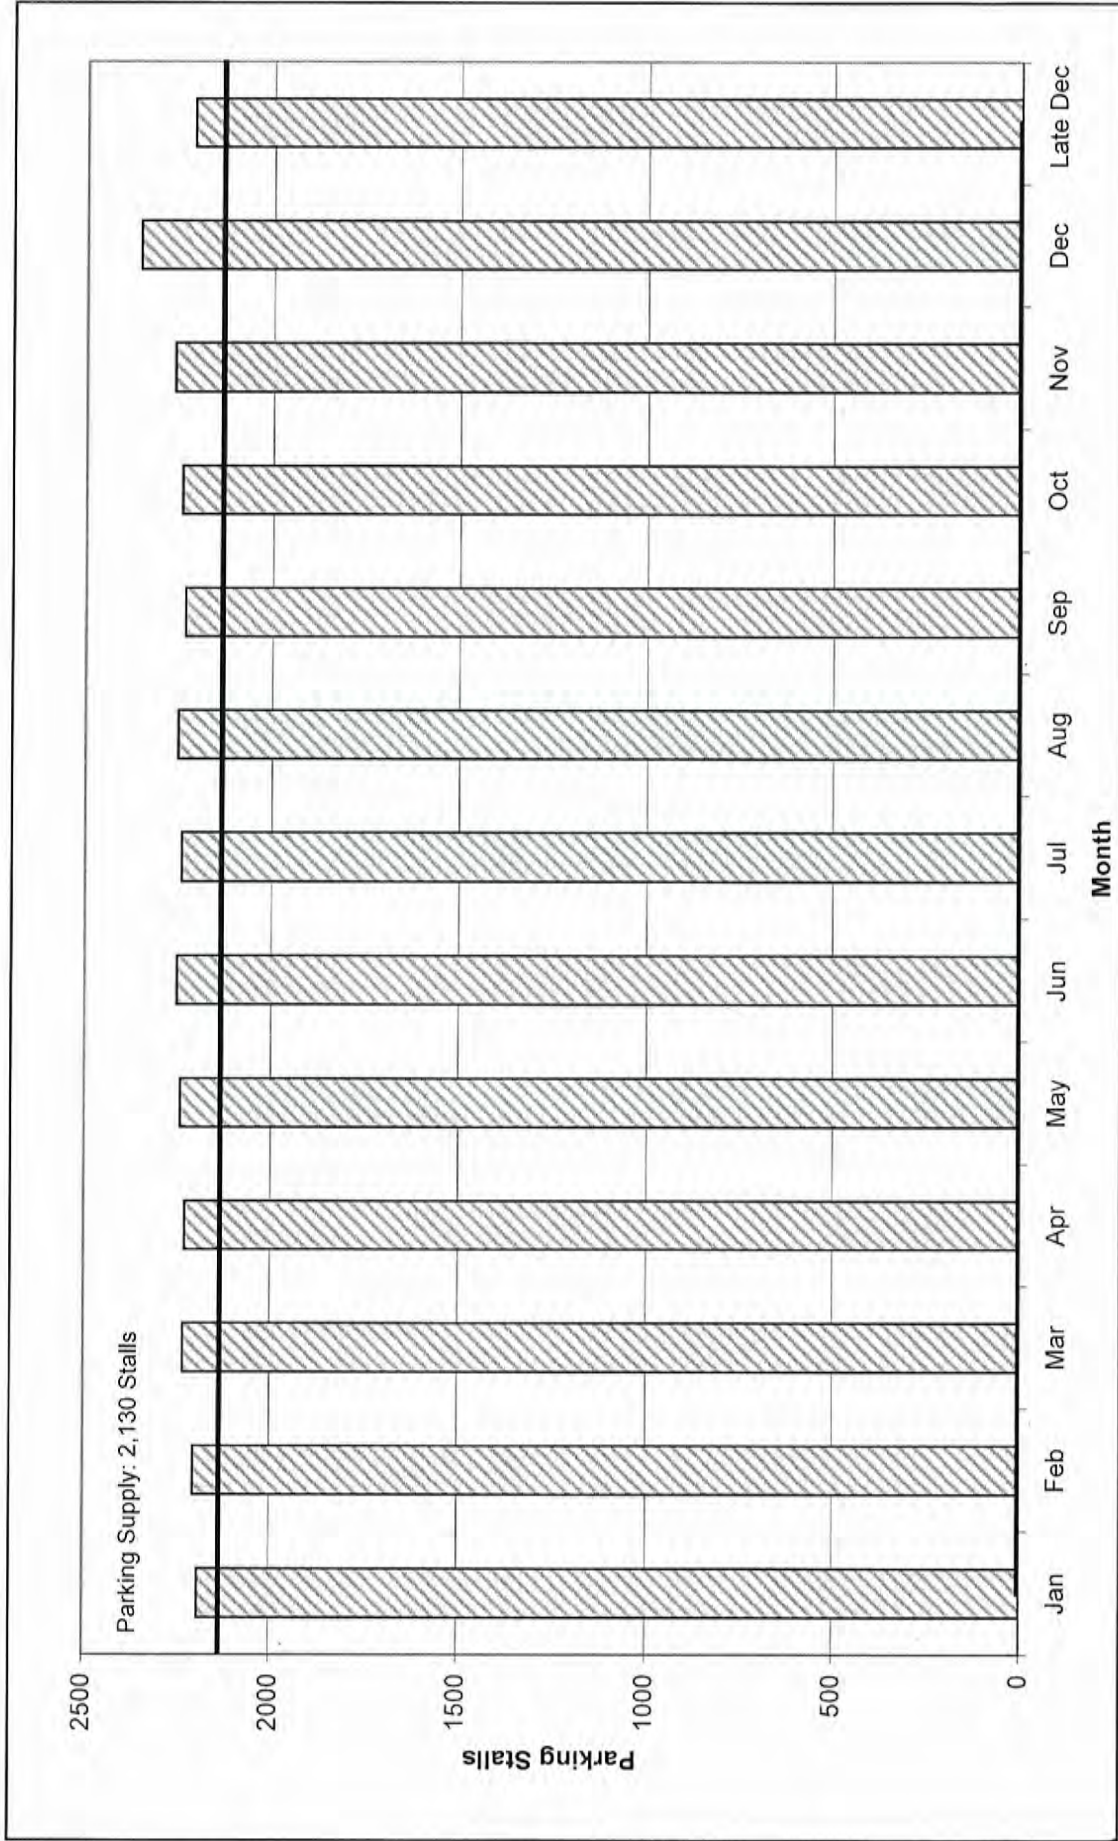 Parking Supply: 2,130 Stalls
Parking Stalls
2500
2000
1500
1000
500
0
Jan
Feb
Mar
Apr
May
Jun
Jul
Aug
Sep
Oct
Nov
Dec
Late Dec
Month